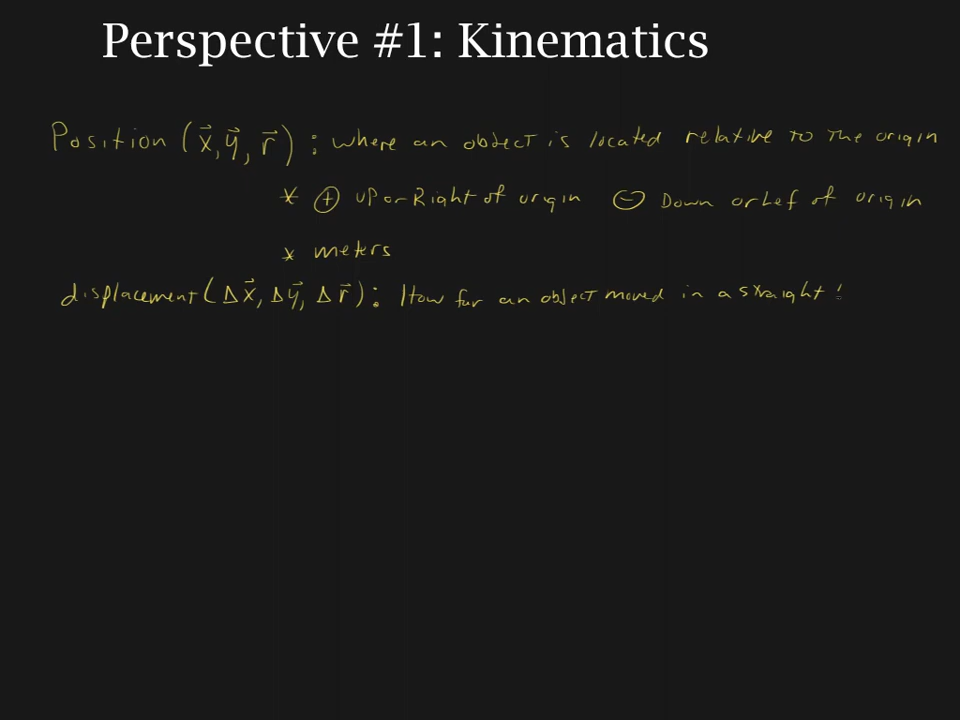 Perspective #1: Kinematics
Position (x⃗, y⃗, r⃗) : where an object is located relative to the origin
* ⊕ up or Right of origin ⊖ Down or Lef of origin
* meters
displacement (Δx⃗, Δy⃗, Δr⃗) : How far an object moved in a straight